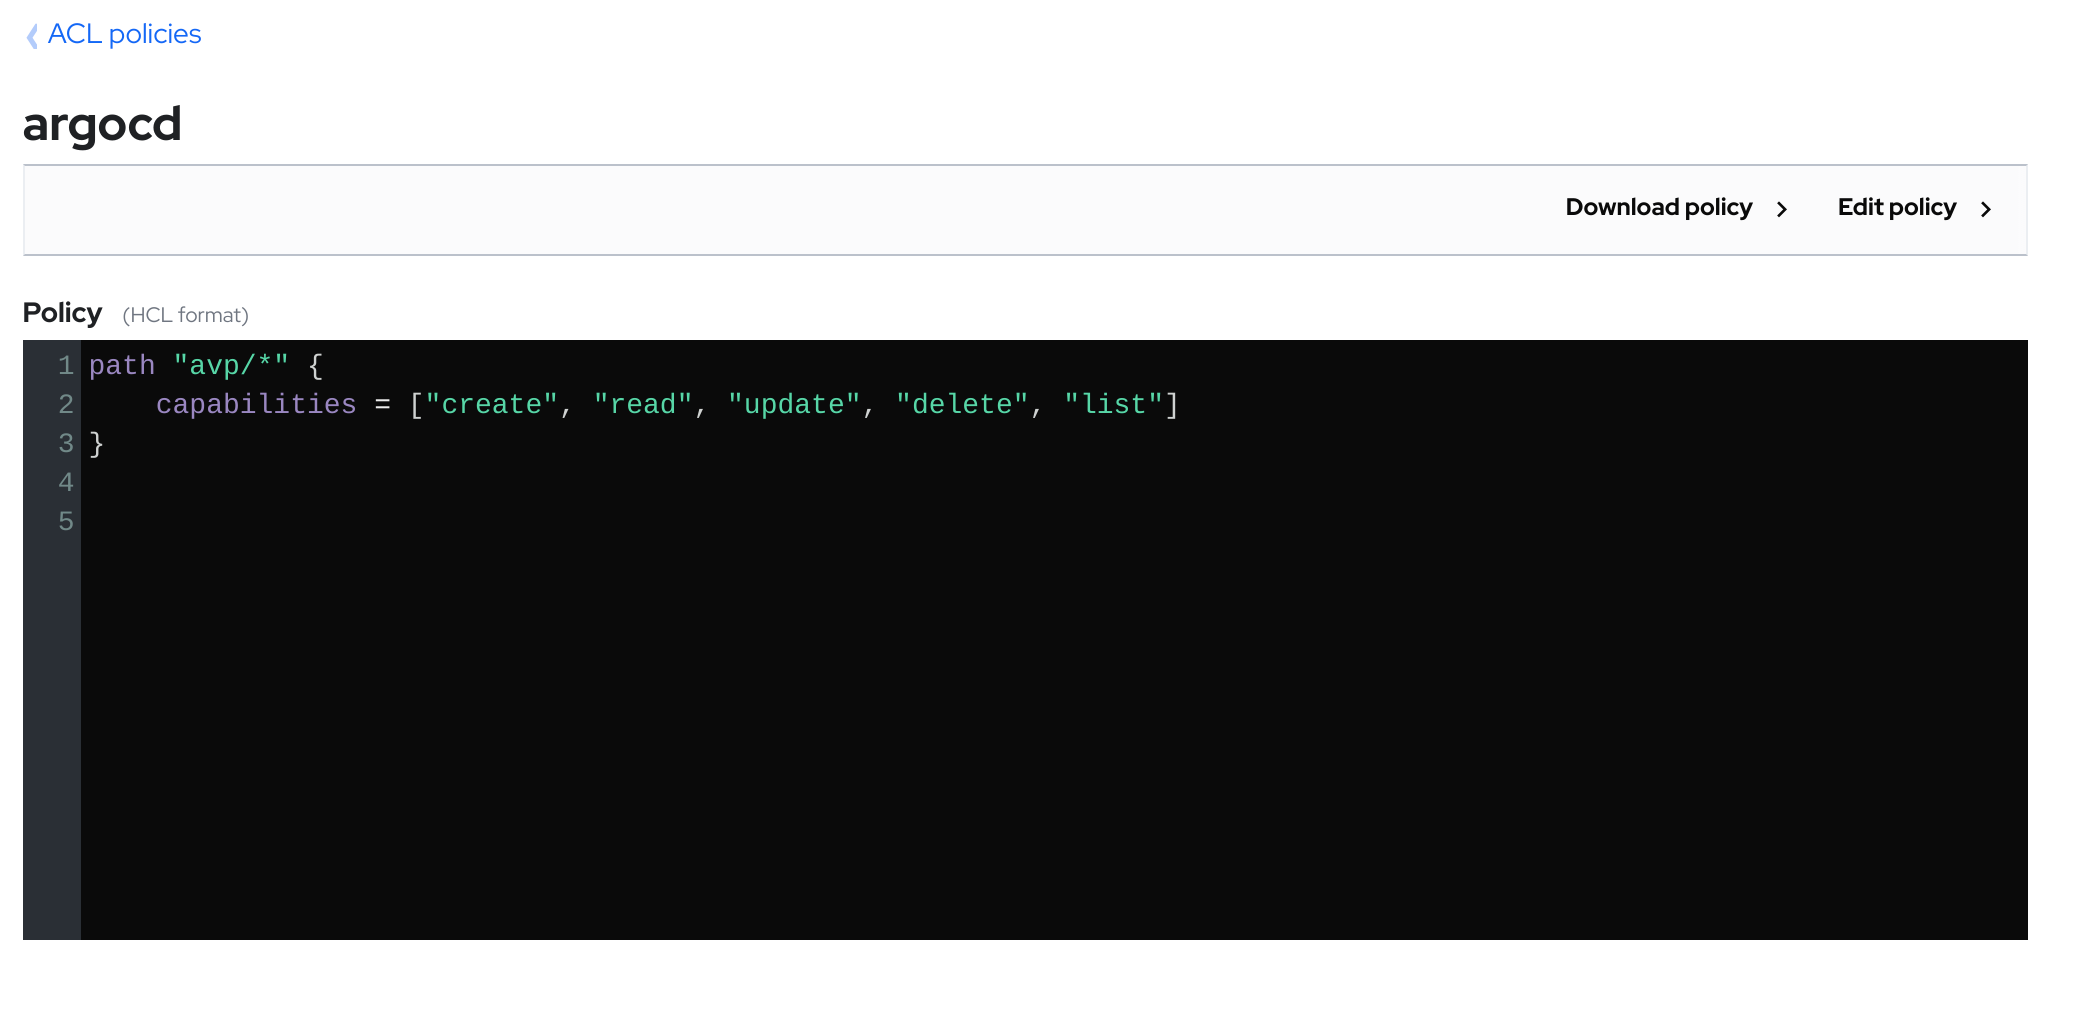 ACL policies
argocd
Download policy
Edit policy
Policy (HCL format)
1 path "avp/*" {
2     capabilities = ["create", "read", "update", "delete", "list"]
3 }
4
5